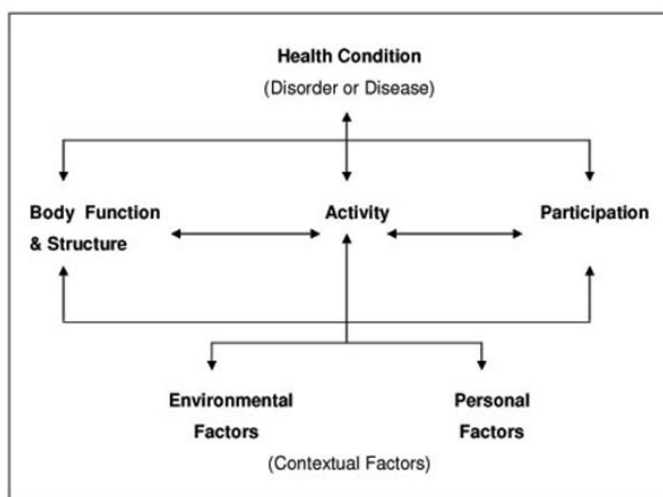 Health Condition
(Disorder or Disease)
Body Function
& Structure
Activity
Participation
Environmental
Factors
Personal
Factors
(Contextual Factors)